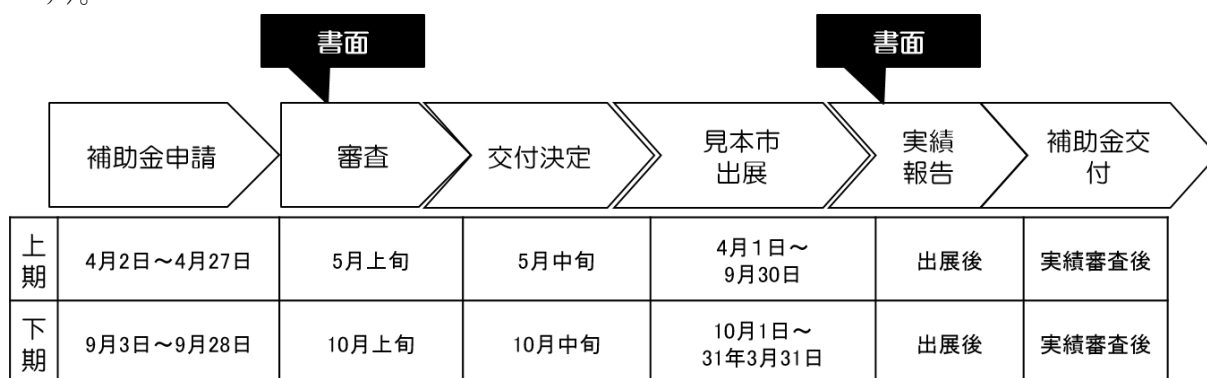 す)。
書面
書面
補助金申請
審査
交付決定
見本市
出展
実績
報告
補助金交
付
上
期
4月2日～4月27日
5月上旬
5月中旬
4月1日～
9月30日
出展後
実績審査後
下
期
9月3日～9月28日
10月上旬
10月中旬
10月1日～
31年3月31日
出展後
実績審査後